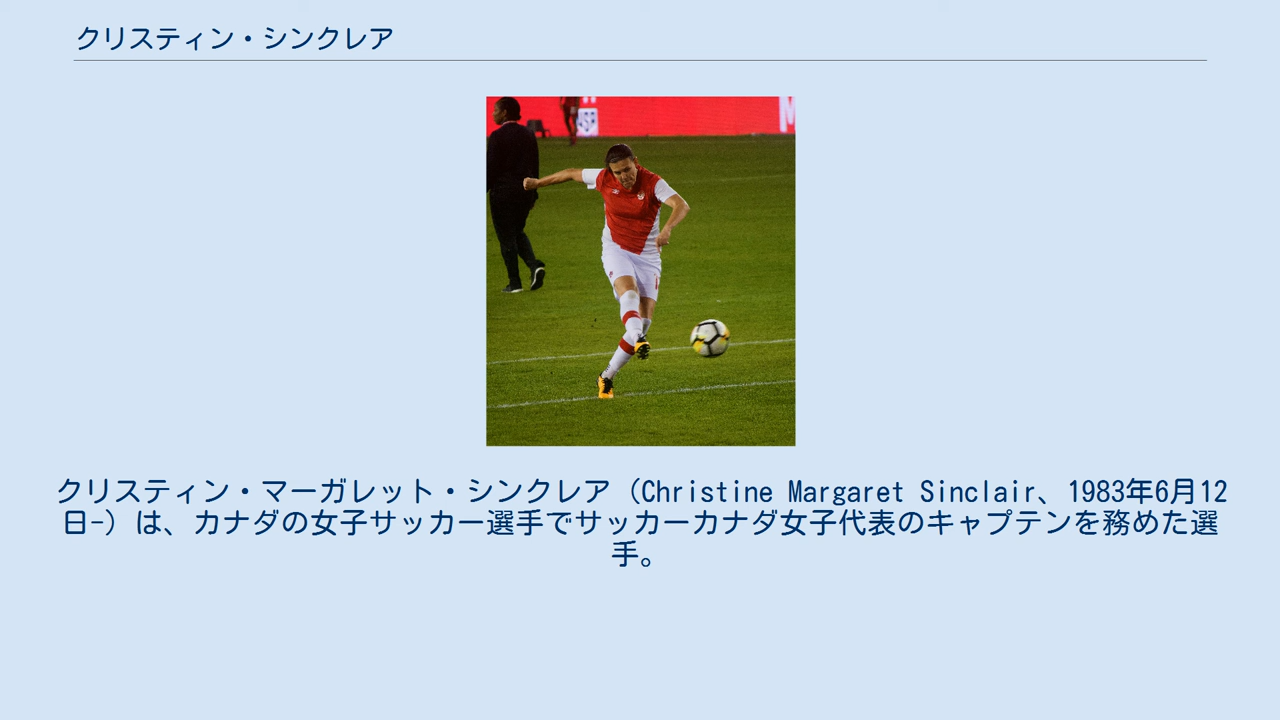 クリスティン・シンクレア
クリスティン・マーガレット・シンクレア（Christine Margaret Sinclair、1983年6月12
日-）は、カナダの女子サッカー選手でサッカーカナダ女子代表のキャプテンを務めた選
手。